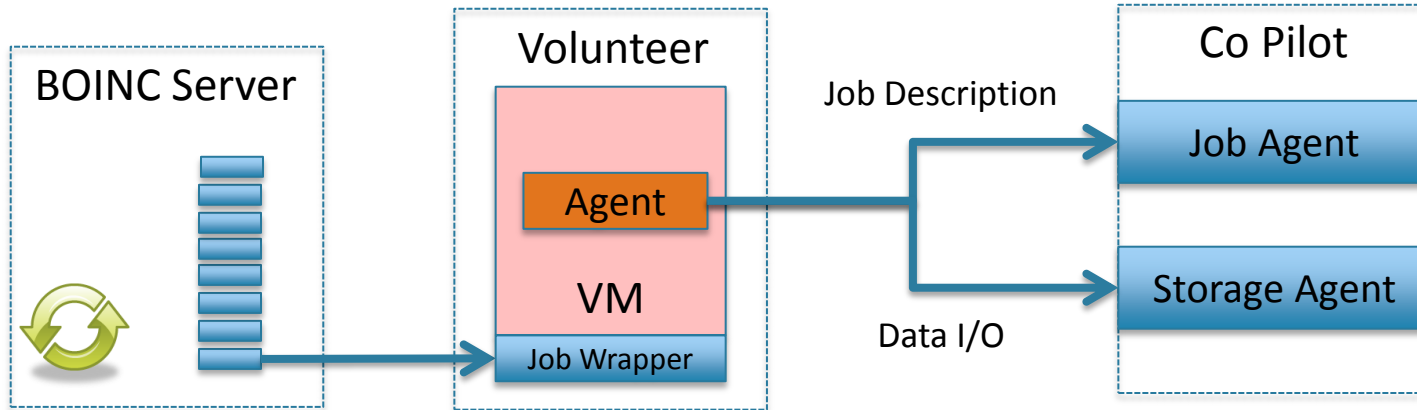 BOINC Server
Volunteer
Agent
VM
Job Wrapper
Job Description
Data I/O
Co Pilot
Job Agent
Storage Agent